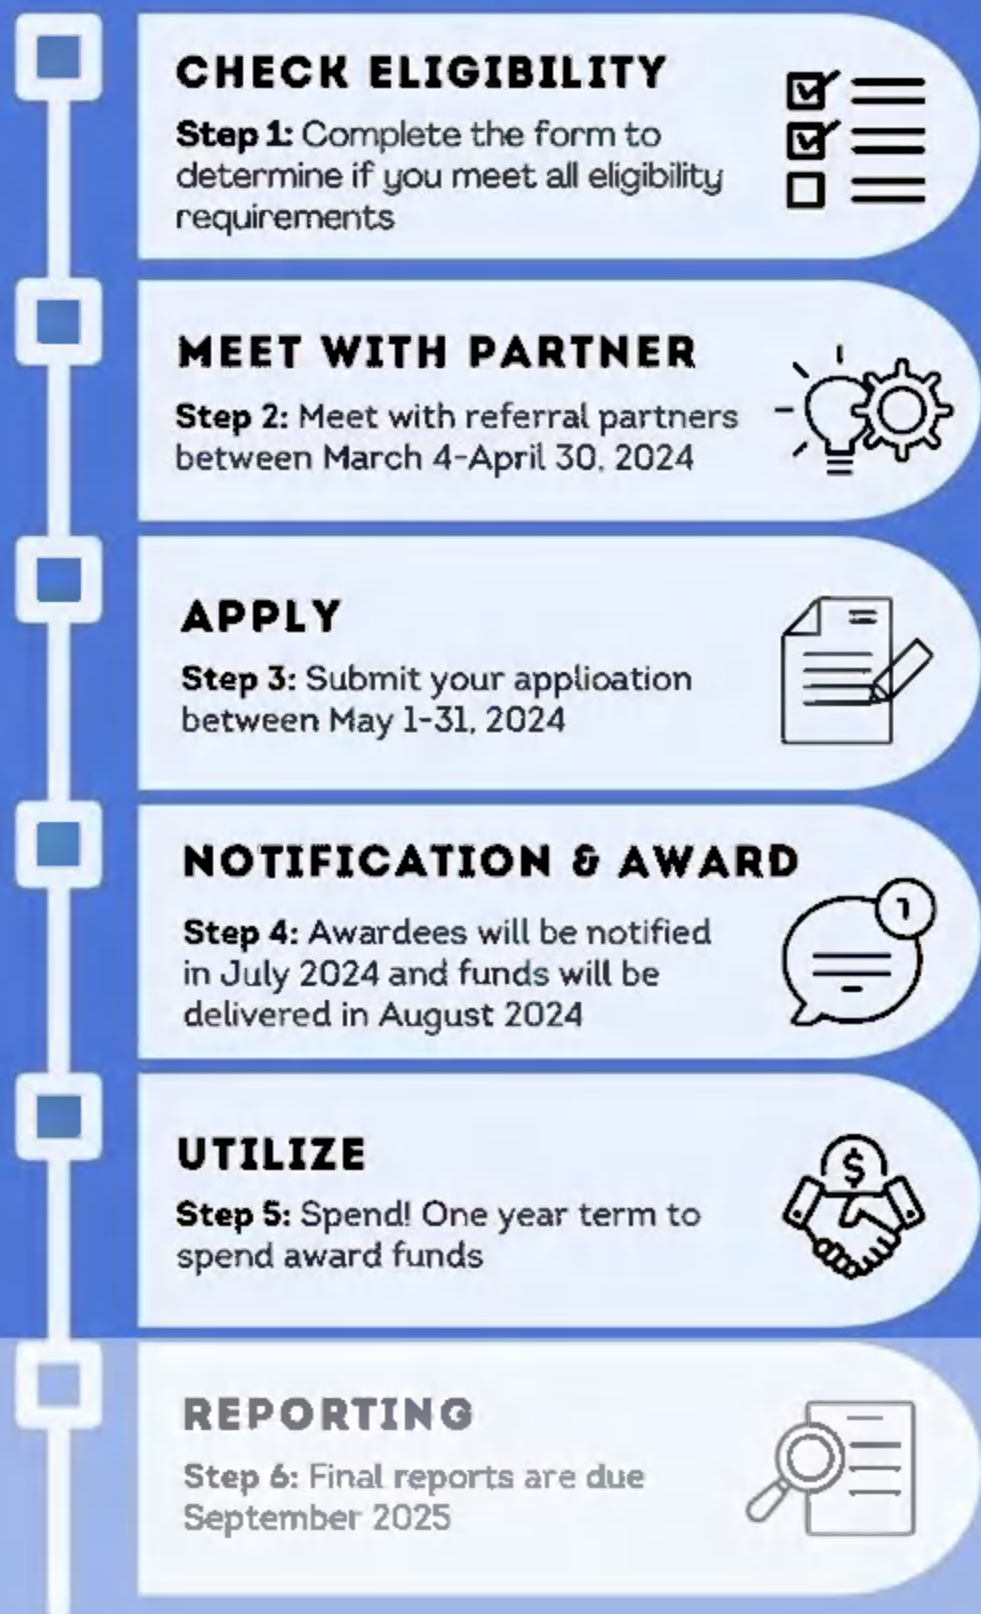 CHECK ELIGIBILITY
Step 1: Complete the form to
determine if you meet all eligibility
requirements
MEET WITH PARTNER
Step 2: Meet with referral partners
between March 4-April 30, 2024
APPLY
Step 3: Submit your application
between May 1-31, 2024
NOTIFICATION & AWARD
1
Step 4: Awardees will be notified
in July 2024 and funds will be
delivered in August 2024
UTILIZE
$
Step 5: Spend! One year term to
spend award funds
REPORTING
Step 6: Final reports are due
September 2025